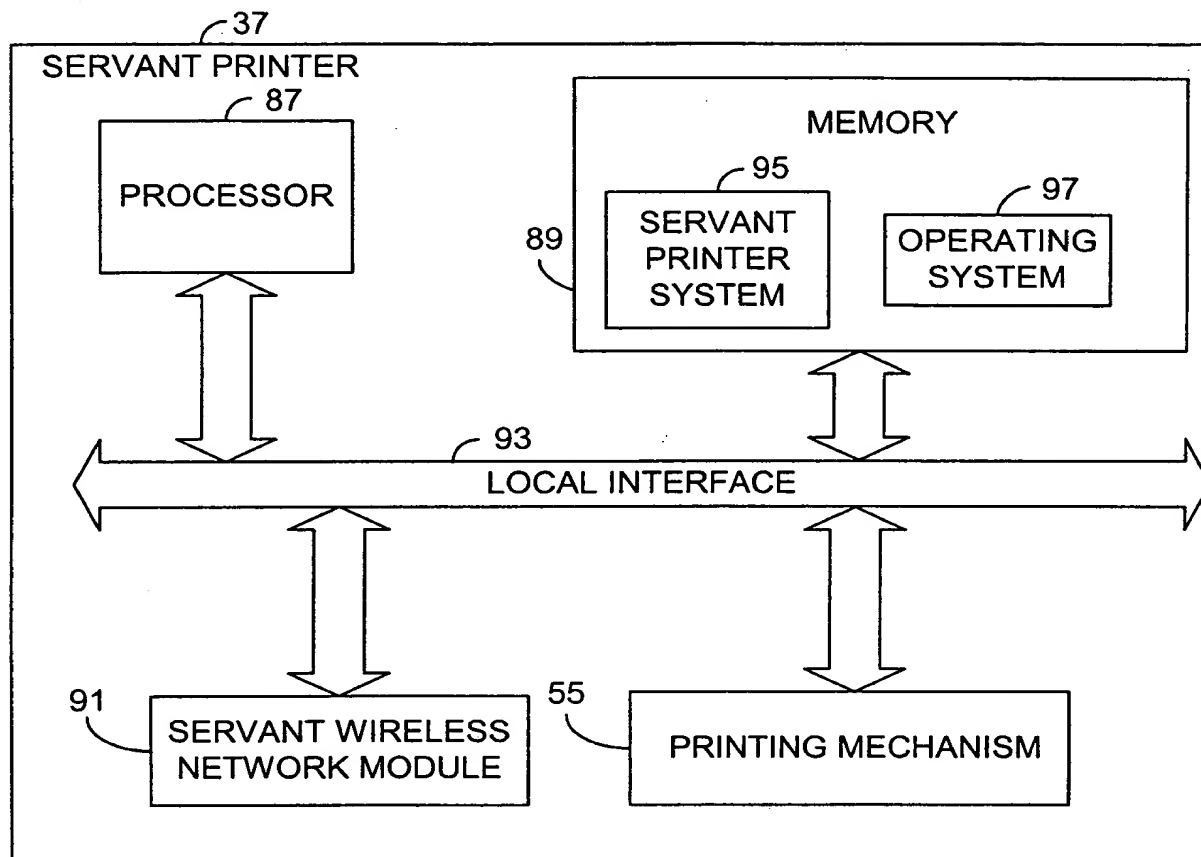 37
SERVANT PRINTER
87
PROCESSOR
MEMORY
95
SERVANT
PRINTER
SYSTEM
97
OPERATING
SYSTEM
89
93
LOCAL INTERFACE
91
SERVANT WIRELESS
NETWORK MODULE
55
PRINTING MECHANISM